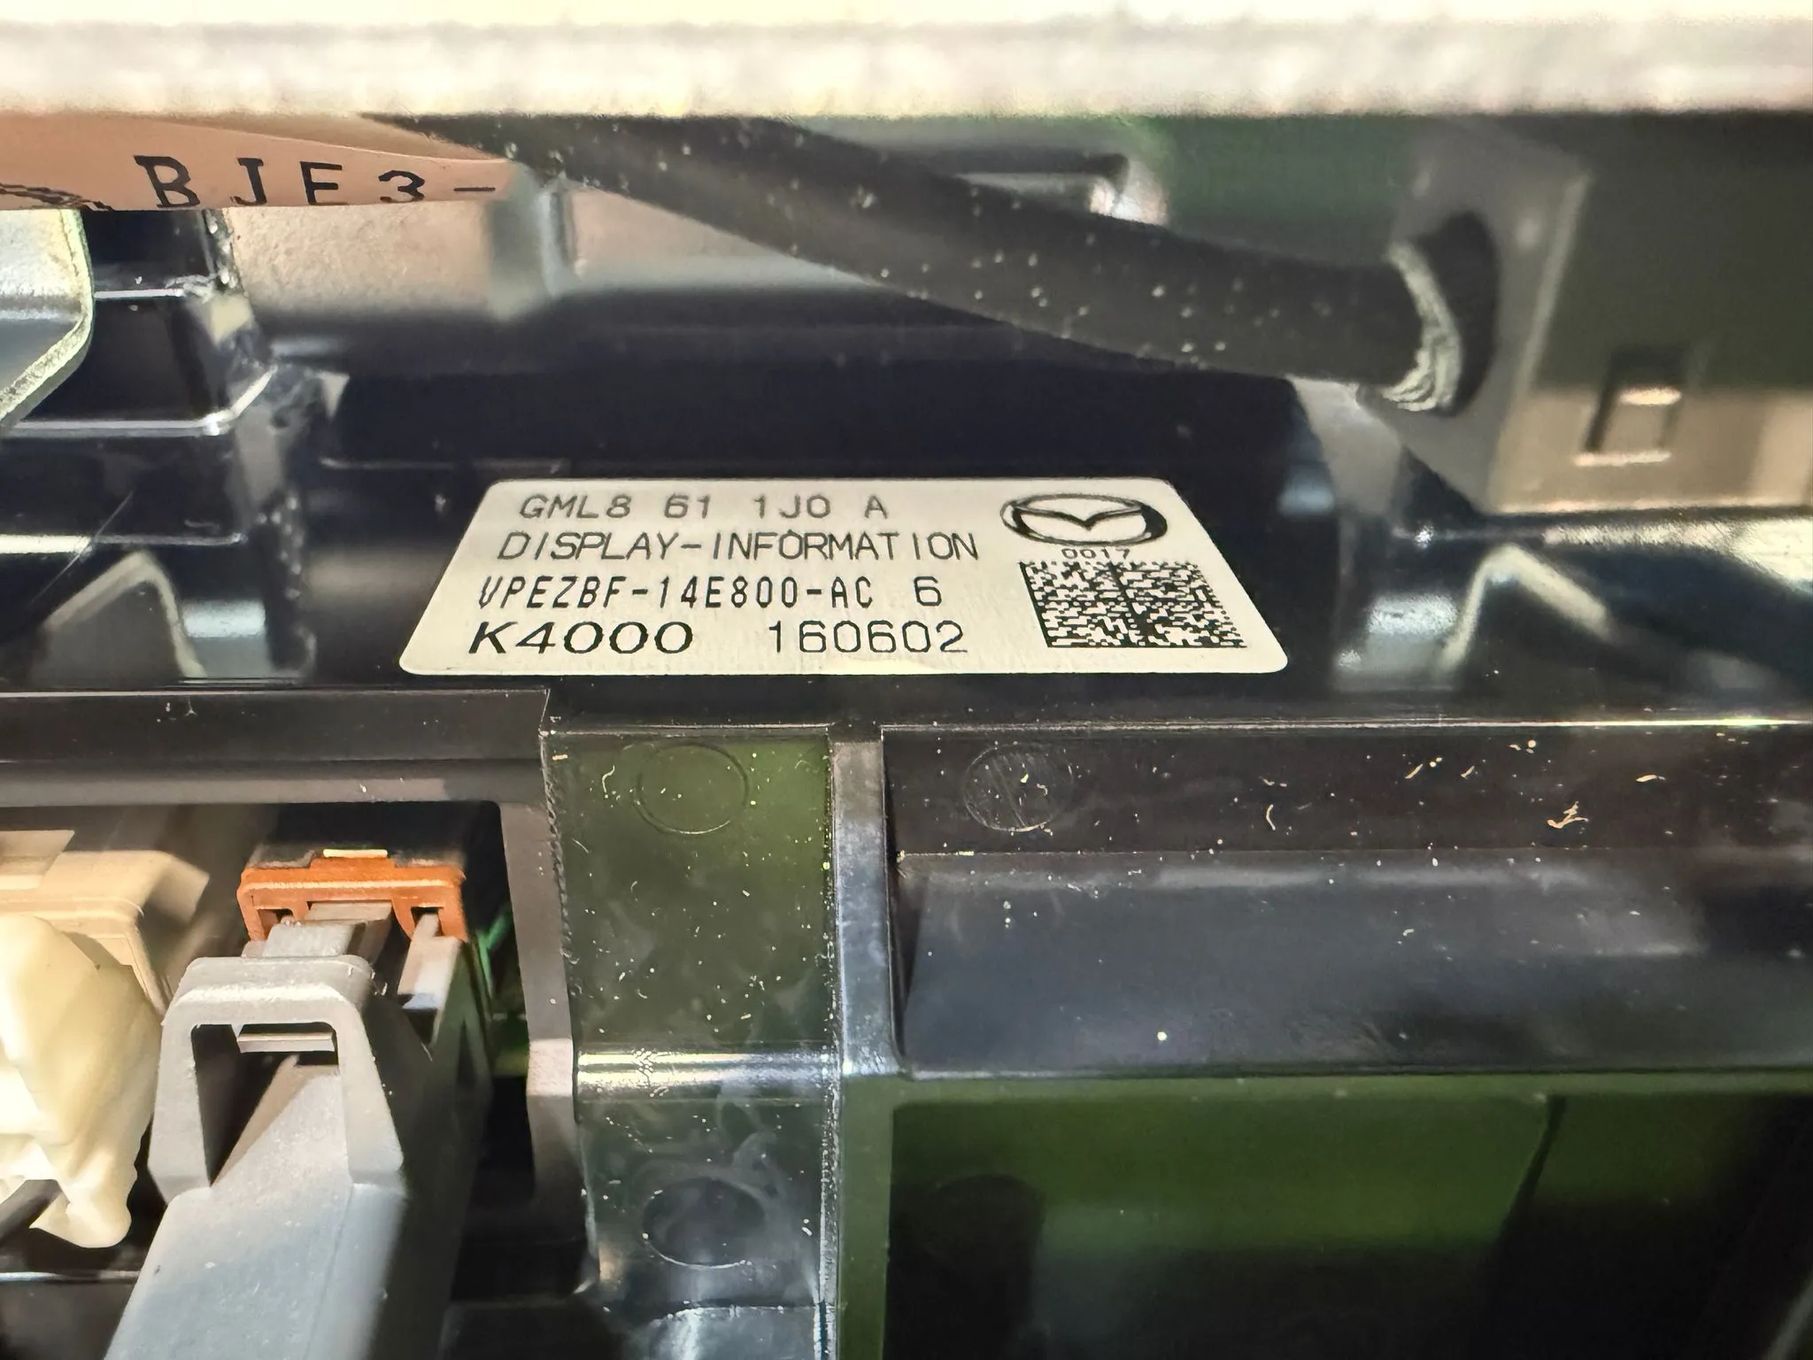 BJE3-
GML8 61 1J0 A
DISPLAY-INFORMATION
0017
VPEZBF-14E800-AC 6
K4000 160602